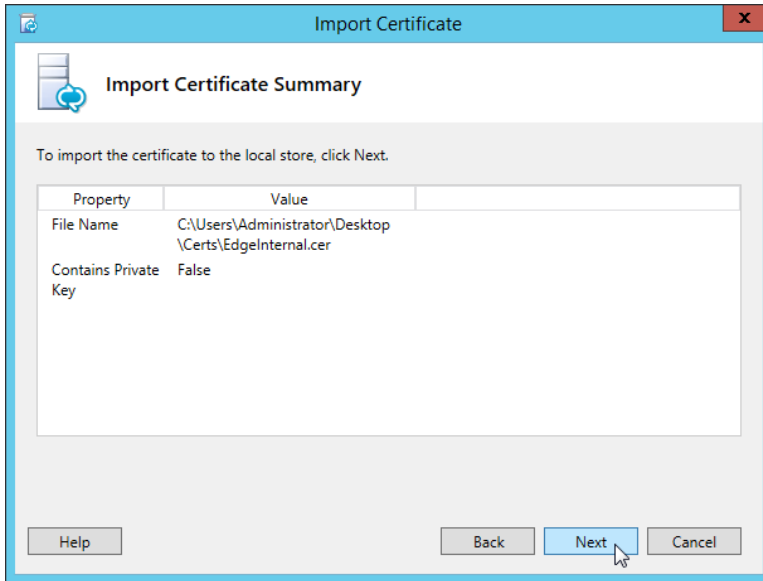 Import Certificate
x
Import Certificate Summary
To import the certificate to the local store, click Next.
Property Value
File Name C:\Users\Administrator\Desktop
\Certs\EdgeInternal.cer
Contains Private False
Key
Help Back Next Cancel